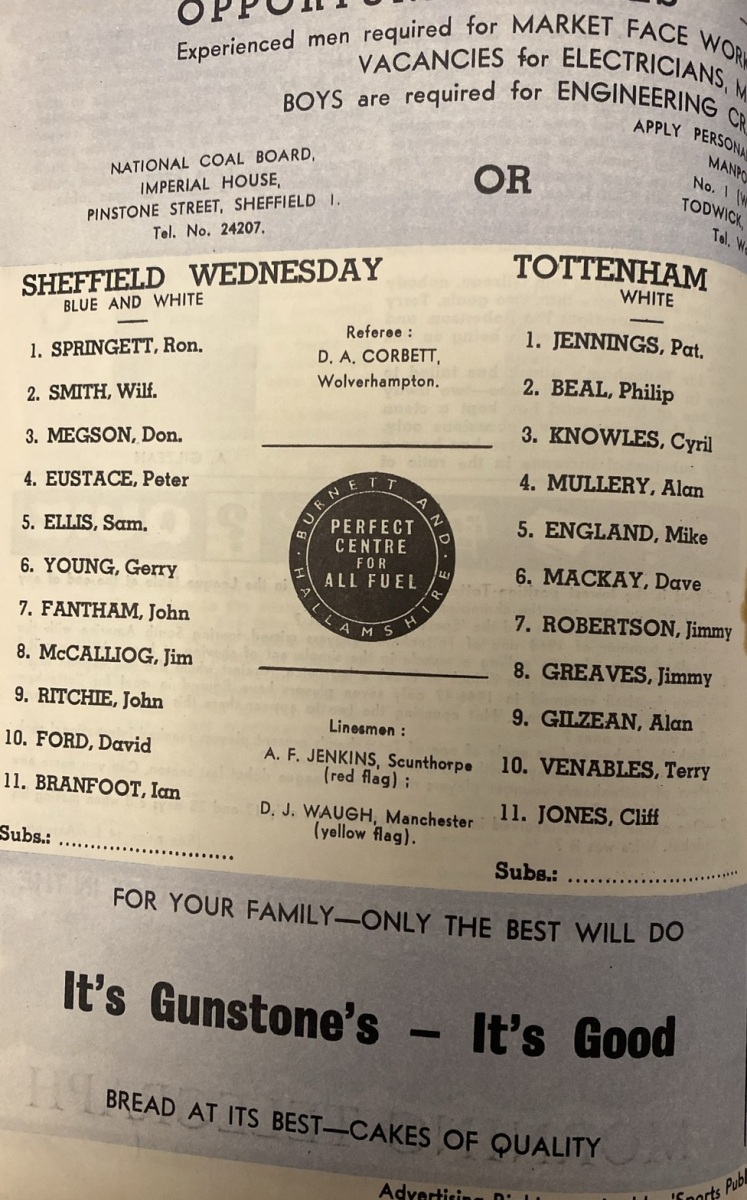 Experienced men required for MARKET FACE
VACANCIES for ELECTRICIANS,
BOYS are required for ENGINEERING
APPLY
NATIONAL COAL BOARD,
IMPERIAL HOUSE,
PINSTONE STREET, SHEFFIELD 1.
Tel. No. 24207.
OR
No. 1
TODWICK,
Tel.
SHEFFIELD WEDNESDAY
BLUE AND WHITE
1. SPRINGETT, Ron.
2. SMITH, Wilf.
3. MEGSON, Don.
4. EUSTACE, Peter
5. ELLIS, Sam.
6. YOUNG, Gerry
7. FANTHAM, John
8. McCALLIOG, Jim
9. RITCHIE, John
10. FORD, David
11. BRANFOOT, Ian
Subs.: ..............................
Referee :
D. A. CORBETT,
Wolverhampton.
BURNETT AND
PERFECT
CENTRE
FOR
ALL FUEL
HALLAMSHIRE
Linesmen :
A. F. JENKINS, Scunthorpe
(red flag) ;
D. J. WAUGH, Manchester
(yellow flag).
TOTTENHAM
WHITE
1. JENNINGS, Pat.
2. BEAL, Philip
3. KNOWLES, Cyril
4. MULLERY, Alan
5. ENGLAND, Mike
6. MACKAY, Dave
7. ROBERTSON, Jimmy
8. GREAVES, Jimmy
9. GILZEAN, Alan
10. VENABLES, Terry
11. JONES, Cliff
Subs.: ..............................
FOR YOUR FAMILY—ONLY THE BEST WILL DO
It's Gunstone's – It's Good
BREAD AT ITS BEST—CAKES OF QUALITY